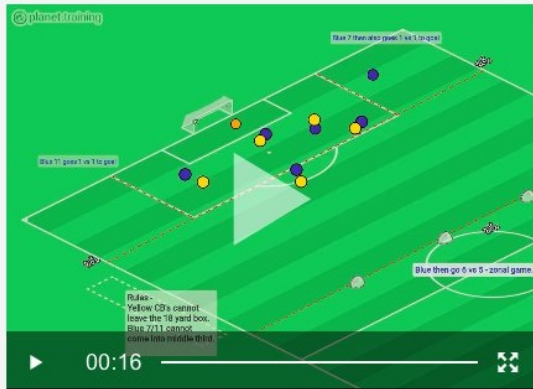 planet.training
Blue 7 then also goes 1 vs 1 to goal
Blue 11 goes 1 vs 1 to goal
Blue then go 6 vs 5 - zonal game.
Rules -
Yellow CB's cannot
leave the 18 yard box.
Blue 7/11 cannot
come into middle third.
00:16